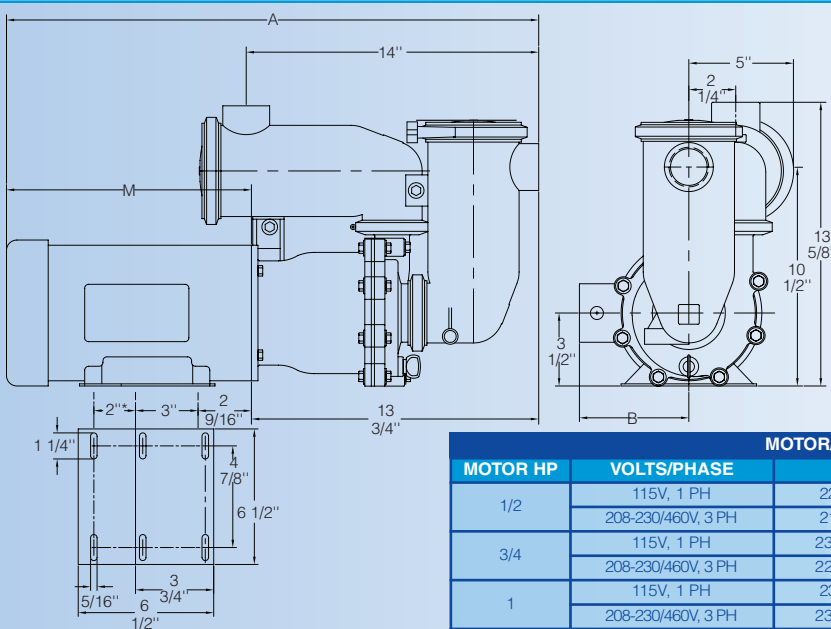 A
14"
5"
2
1/4"
M
13
5/8"
10
1/2"
3
1/2"
B
2"*
3"
2
9/16"
13
3/4"
1 1/4"
4
7/8"
6 1/2"
3
3/4"
5/16"
6
1/2"
MOTOR HP VOLTS/PHASE
1/2 115V, 1 PH
208-230/460V, 3 PH
3/4 115V, 1 PH
208-230/460V, 3 PH
1 115V, 1 PH
208-230/460V, 3 PH